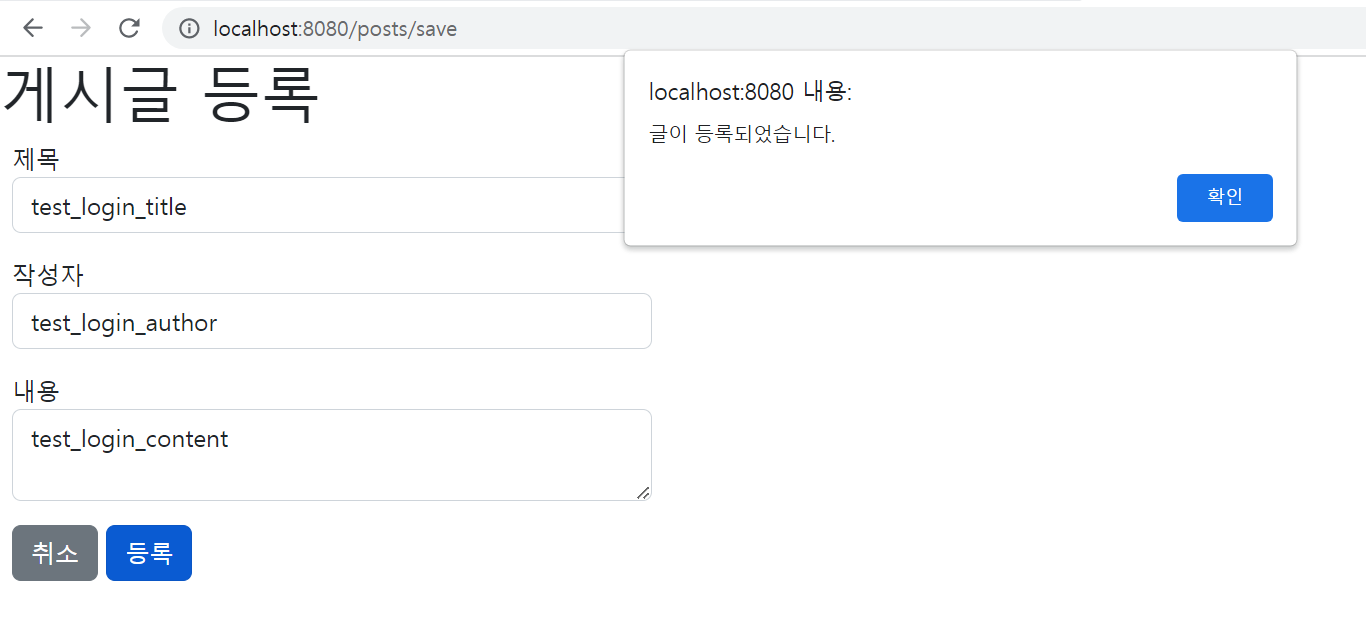 localhost:8080/posts/save
localhost:8080 내용:
글이 등록되었습니다.
확인
게시글 등록
제목
test_login_title
작성자
test_login_author
내용
test_login_content
취소 등록